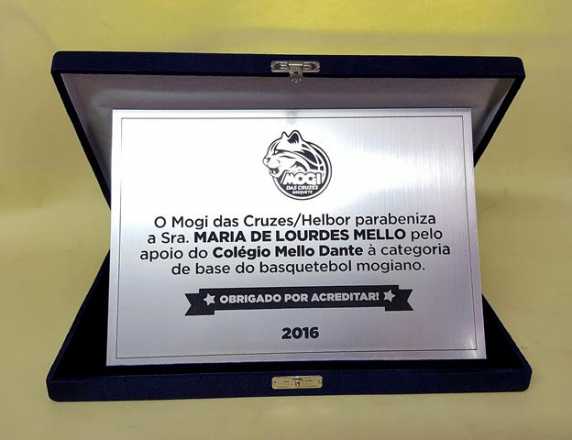 MOGI
DAS CRUZES
BASQUETE
O Mogi das Cruzes/Helbor parabeniza
a Sra. MARIA DE LOURDES MELLO pelo
apoio do Colégio Mello Dante à categoria
de base do basquetebol mogiano.
OBRIGADO POR ACREDITAR!
2016